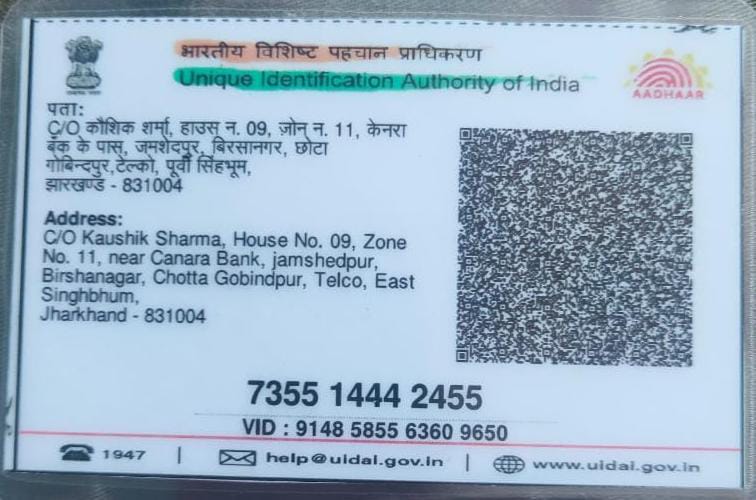 भारतीय विशिष्ट पहचान प्राधिकरण
Unique Identification Authority of India
AADHAAR
पता:
C/O कौशिक शर्मा, हाउस न. 09, ज़ोन न. 11, केनरा
बैंक के पास, जमशेदपुर, बिरसानगर, छोटा
गोबिन्दपुर,टेल्को, पूर्वी सिंहभूम,
झारखण्ड - 831004
Address:
C/O Kaushik Sharma, House No. 09, Zone
No. 11, near Canara Bank, jamshedpur,
Birshanagar, Chotta Gobindpur, Telco, East
Singhbhum,
Jharkhand - 831004
7355 1444 2455
VID : 9148 5855 6360 9650
1947 | help@uidai.gov.in | www.uidai.gov.in